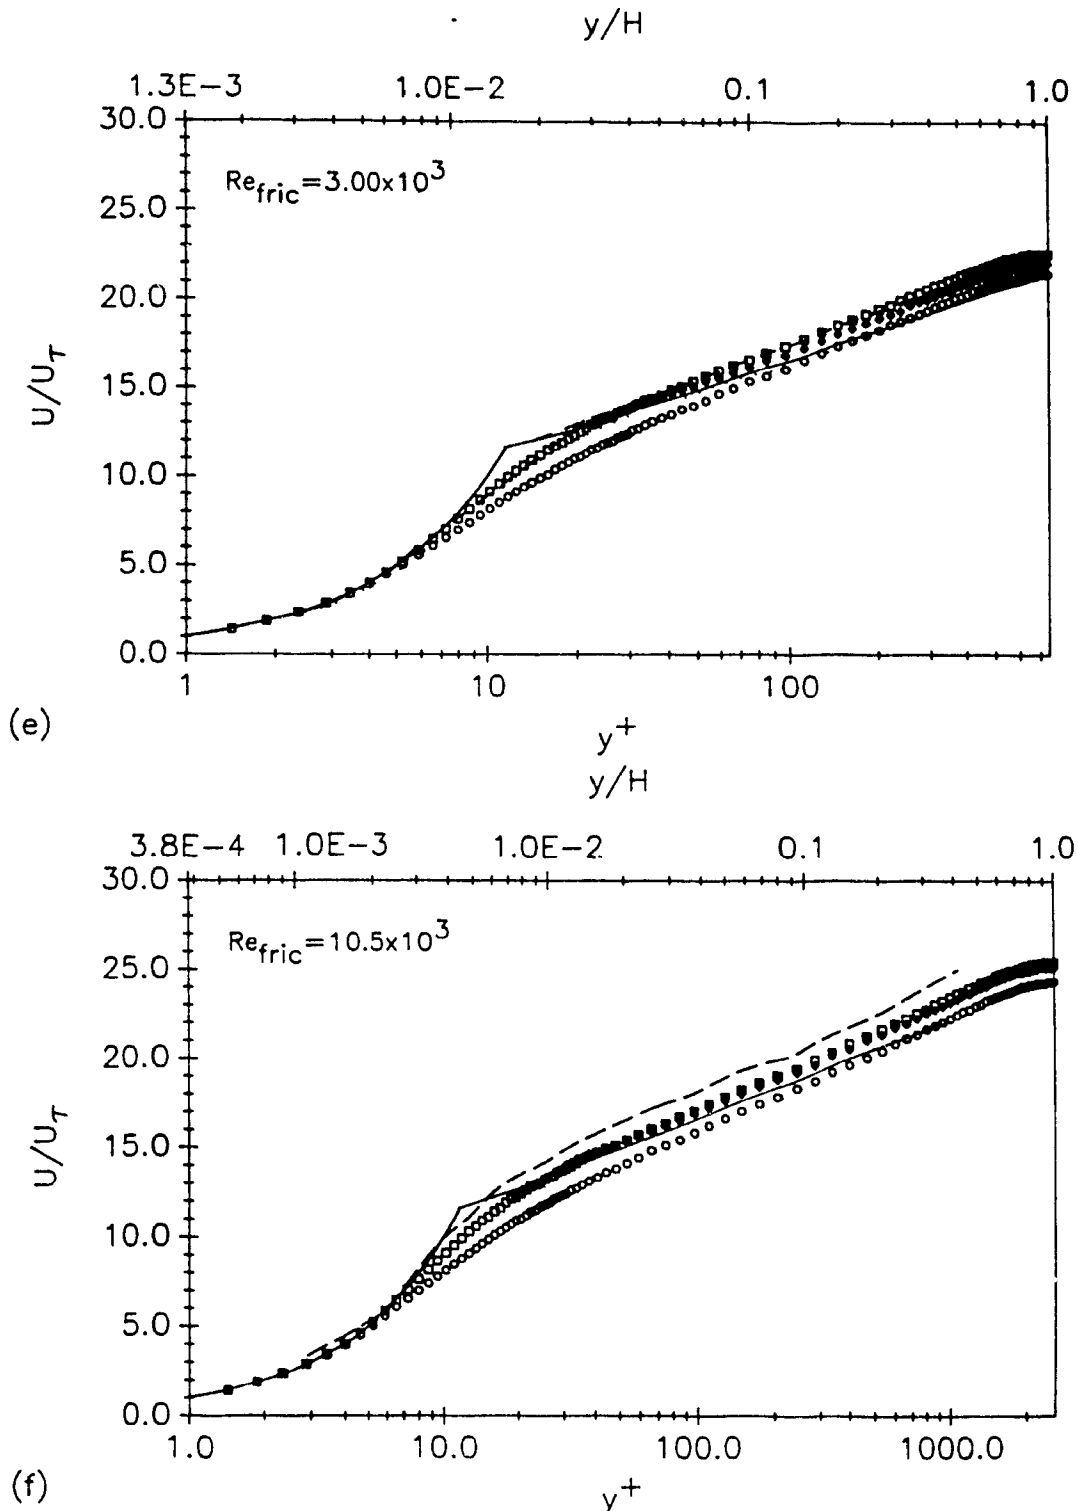 y/H
1.3E-3 1.0E-2 0.1 1.0
30.0
Re_fric=3.00x10^3
25.0
20.0
U/U_τ
15.0
10.0
5.0
0.0
1 10 100
(e)
y^+
y/H
3.8E-4 1.0E-3 1.0E-2 0.1 1.0
30.0
Re_fric=10.5x10^3
25.0
20.0
U/U_τ
15.0
10.0
5.0
0.0
1.0 10.0 100.0 1000.0
(f)
y^+